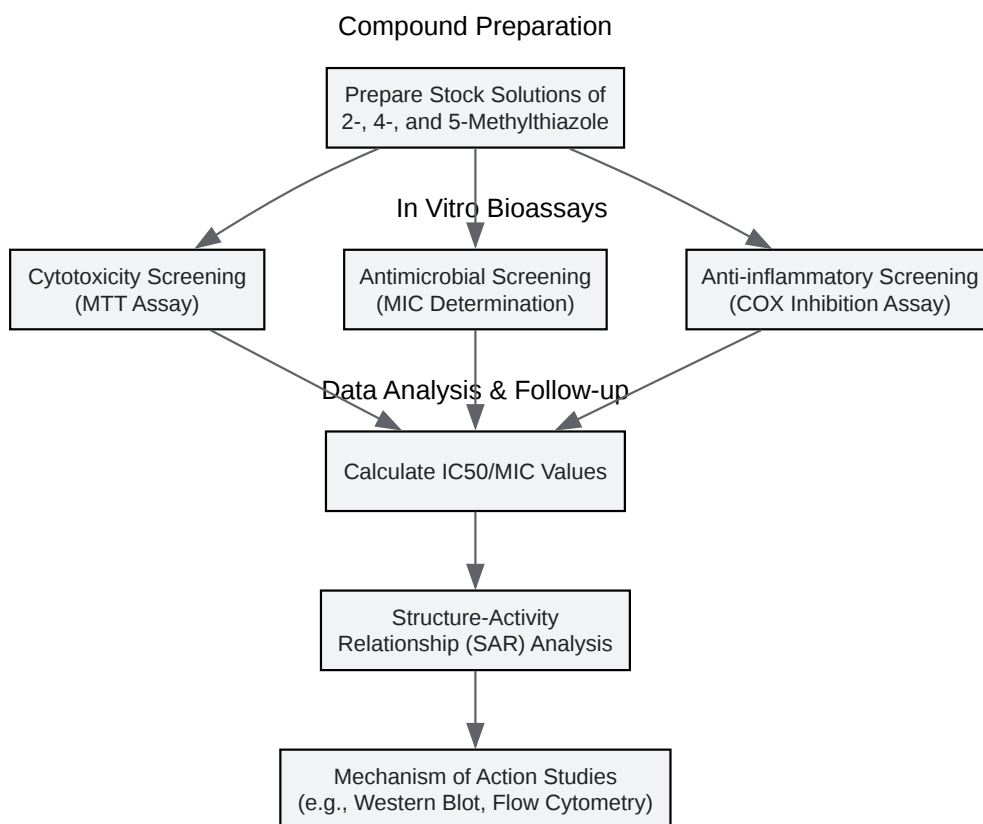 Compound Preparation
Prepare Stock Solutions of
2-, 4-, and 5-Methylthiazole
In Vitro Bioassays
Cytotoxicity Screening
(MTT Assay)
Antimicrobial Screening
(MIC Determination)
Anti-inflammatory Screening
(COX Inhibition Assay)
Data Analysis & Follow-up
Calculate IC50/MIC Values
Structure-Activity
Relationship (SAR) Analysis
Mechanism of Action Studies
(e.g., Western Blot, Flow Cytometry)